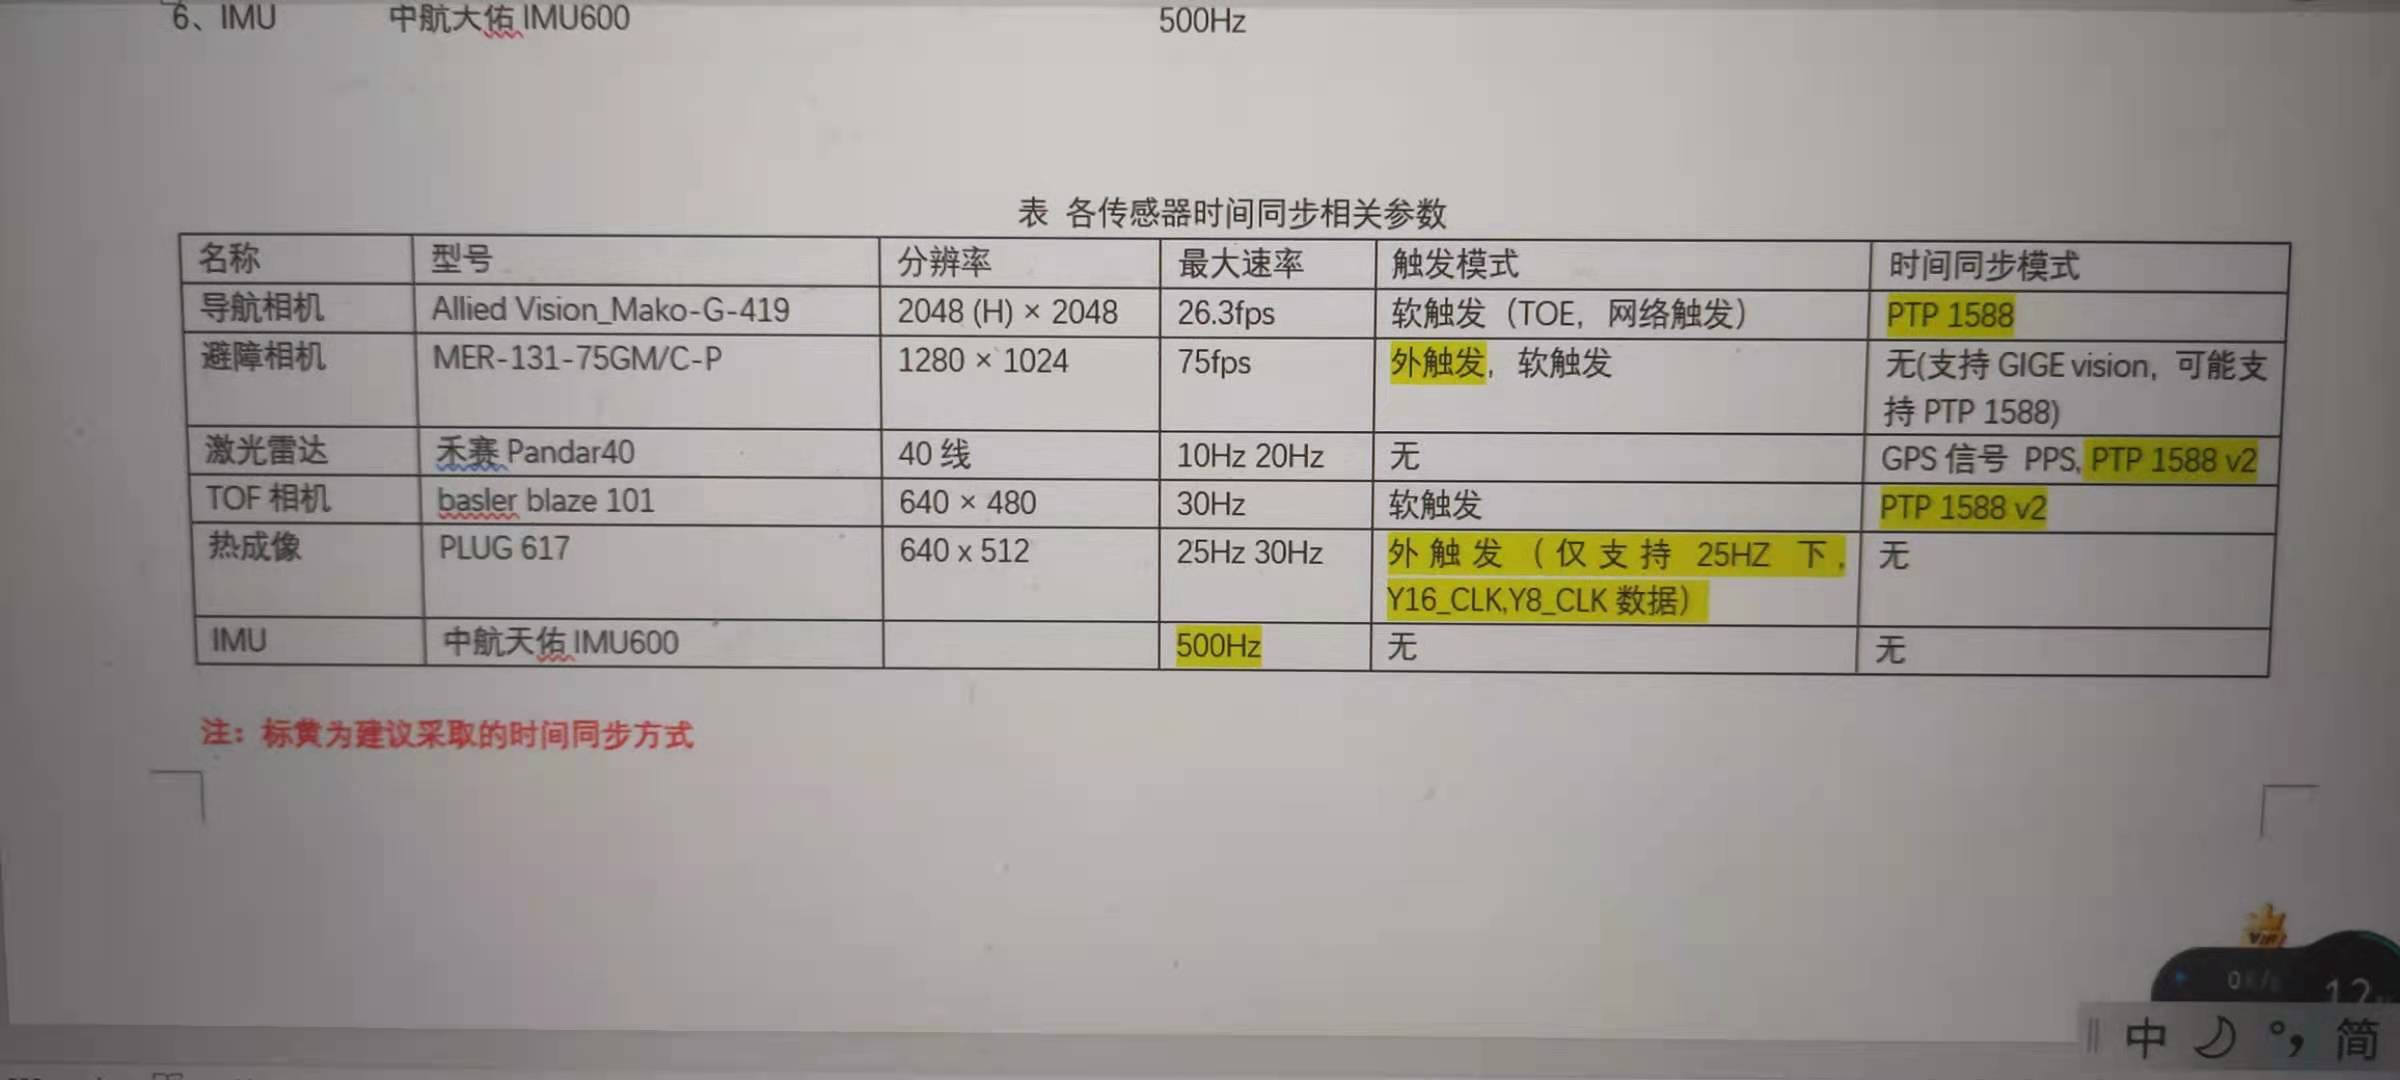 6、IMU 中航大佑 IMU600 500Hz
表 各传感器时间同步相关参数
名称 型号 分辨率 最大速率 触发模式 时间同步模式
导航相机 Allied Vision_Mako-G-419 2048 (H) × 2048 26.3fps 软触发（TOE，网络触发） PTP 1588
避障相机 MER-131-75GM/C-P 1280 × 1024 75fps 外触发，软触发 无(支持 GIGE vision，可能支
持 PTP 1588)
激光雷达 禾赛 Pandar40 40 线 10Hz 20Hz 无 GPS 信号 PPS, PTP 1588 v2
TOF 相机 basler blaze 101 640 × 480 30Hz 软触发 PTP 1588 v2
热成像 PLUG 617 640 x 512 25Hz 30Hz 外触发（仅支持 25HZ 下，
Y16_CLK,Y8_CLK 数据） 无
IMU 中航天佑 IMU600 500Hz 无 无
注：标黄为建议采取的时间同步方式
VIP
中 简